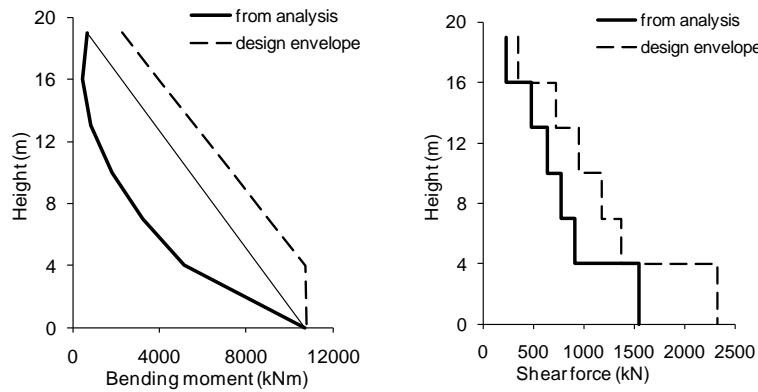 from analysis
design envelope
20
16
12
8
4
0
Height (m)
0
4000
8000
12000
Bending moment (kNm)
from analysis
design envelope
20
16
12
8
4
0
Height (m)
0
500
1000
1500
2000
2500
Shear force (kN)